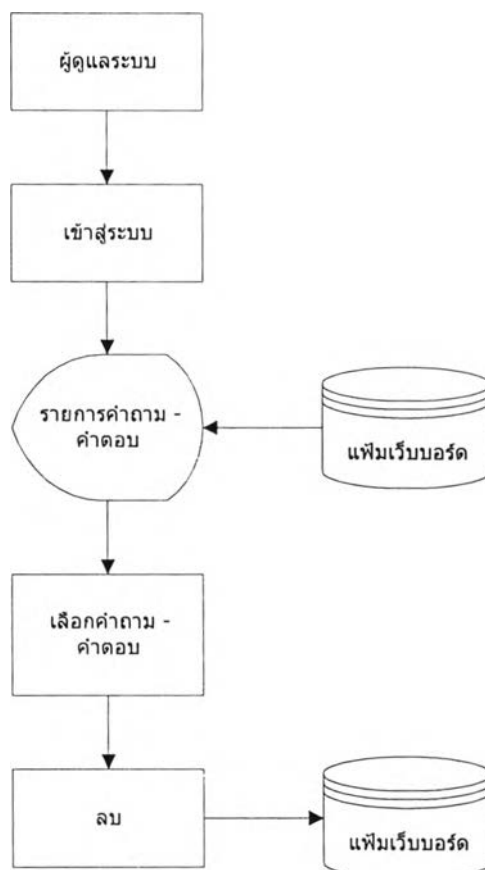 ผู้ดูแลระบบ
เข้าสู่ระบบ
รายการคำถาม -
คำตอบ
แฟ้มเว็บบอร์ด
เลือกคำถาม -
คำตอบ
ลบ
แฟ้มเว็บบอร์ด